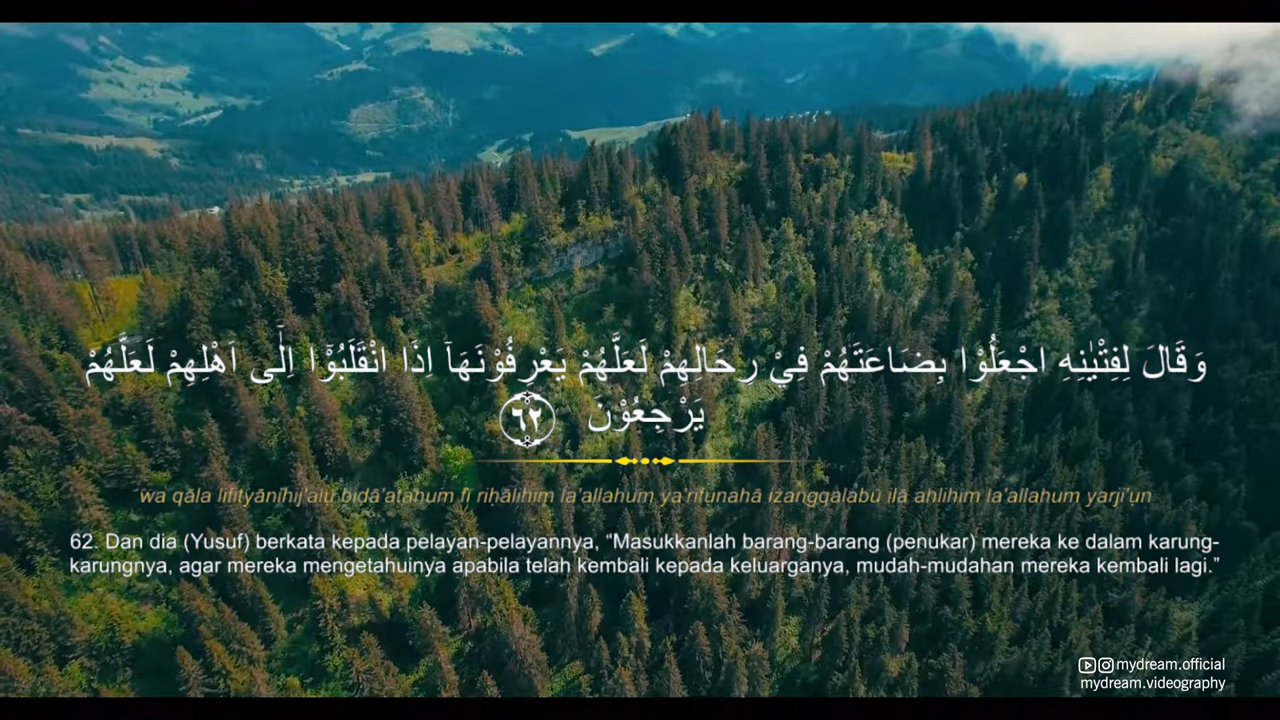 وَقَالَ لِفِتْيٰنِهِ اجْعَلُوْا بِضَاعَتَهُمْ فِيْ رِحَالِهِمْ لَعَلَّهُمْ يَعْرِفُوْنَهَآ اِذَا انْقَلَبُوْٓا اِلٰٓى اَهْلِهِمْ لَعَلَّهُمْ
يَرْجِعُوْنَ ٦٢
wa qāla lifityānihij'alū biḍā'atahum fī riḥālihim la'allahum ya'rifụnahā iżangqalabū ilā ahlihim la'allahum yarji'ụn
62. Dan dia (Yusuf) berkata kepada pelayan-pelayannya, “Masukkanlah barang-barang (penukar) mereka ke dalam karung-
karungnya, agar mereka mengetahuinya apabila telah kembali kepada keluarganya, mudah-mudahan mereka kembali lagi.”
mydream.official
mydream.videography